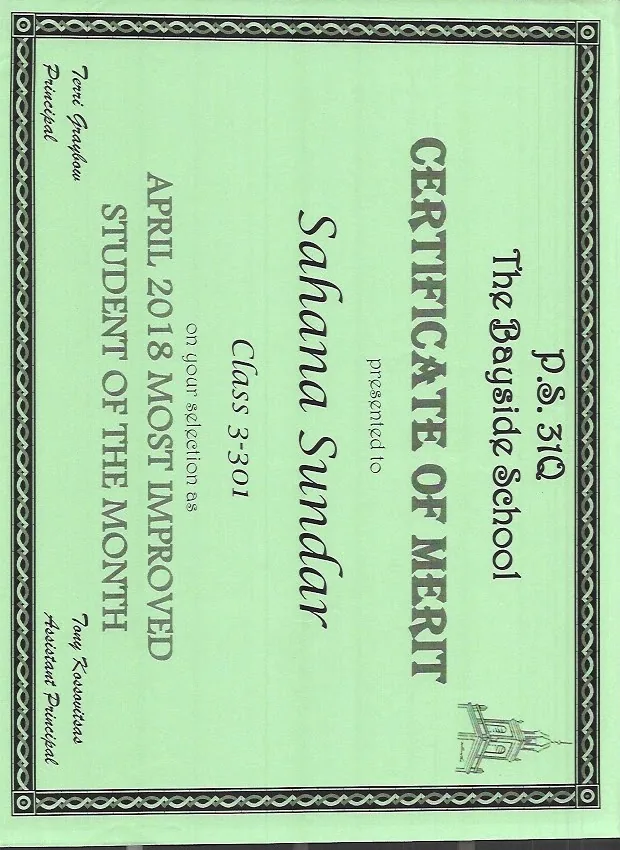 P.S. 31Q
The Bayside School
CERTIFICATE OF MERIT
presented to
Sahana Sundar
Class 3-301
on your selection as
APRIL 2018 MOST IMPROVED
STUDENT OF THE MONTH
Terri Graybow
Principal
Tony Kossovitsas
Assistant Principal